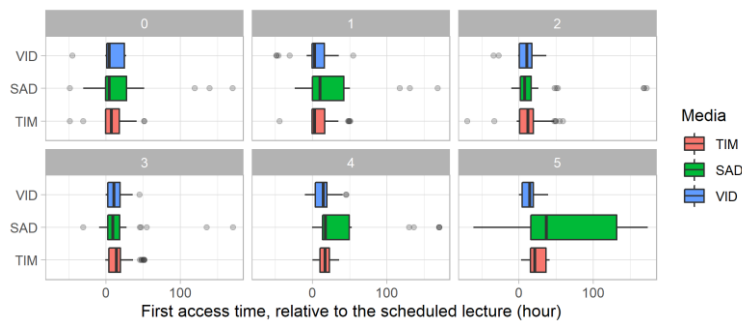 0 1 2
VID
SAD
TIM
Media
TIM
SAD
VID
3 4 5
VID
SAD
TIM
0 100 0 100 0 100
First access time, relative to the scheduled lecture (hour)